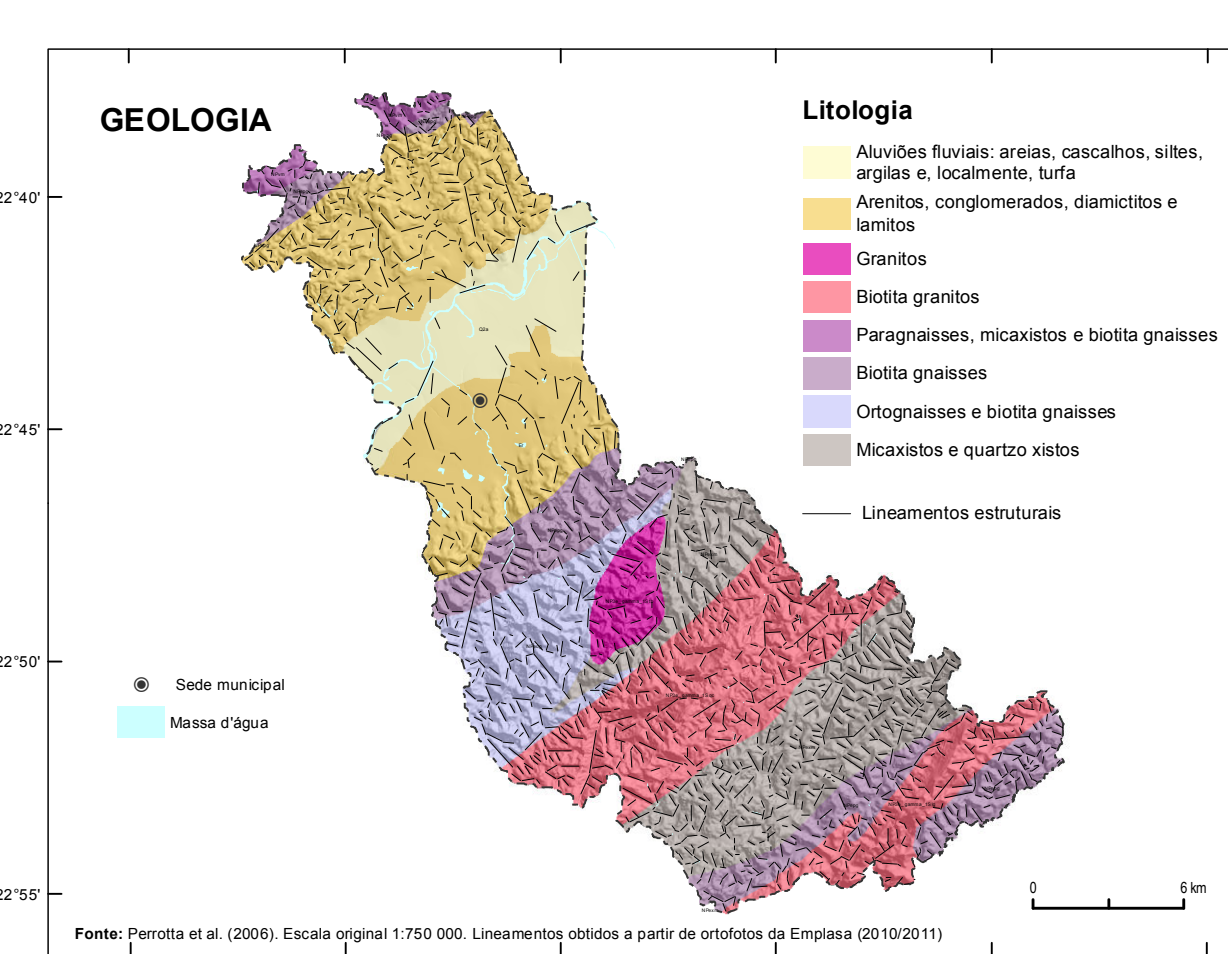 GEOLOGIA
Litologia
Aluviões fluviais: areias, cascalhos, siltes,
argilas e, localmente, turfa
Arenitos, conglomerados, diamictitos e
lamitos
Granitos
Biotita granitos
Paragnaisses, micaxistos e biotita gnaisses
Biotita gnaisses
Ortognaisses e biotita gnaisses
Micaxistos e quartzo xistos
Lineamentos estruturais
22°40'
22°45'
22°50'
22°55'
Q2a
Sede municipal
Massa d'água
0 6 km
Fonte: Perrotta et al. (2006). Escala original 1:750 000. Lineamentos obtidos a partir de ortofotos da Emplasa (2010/2011)